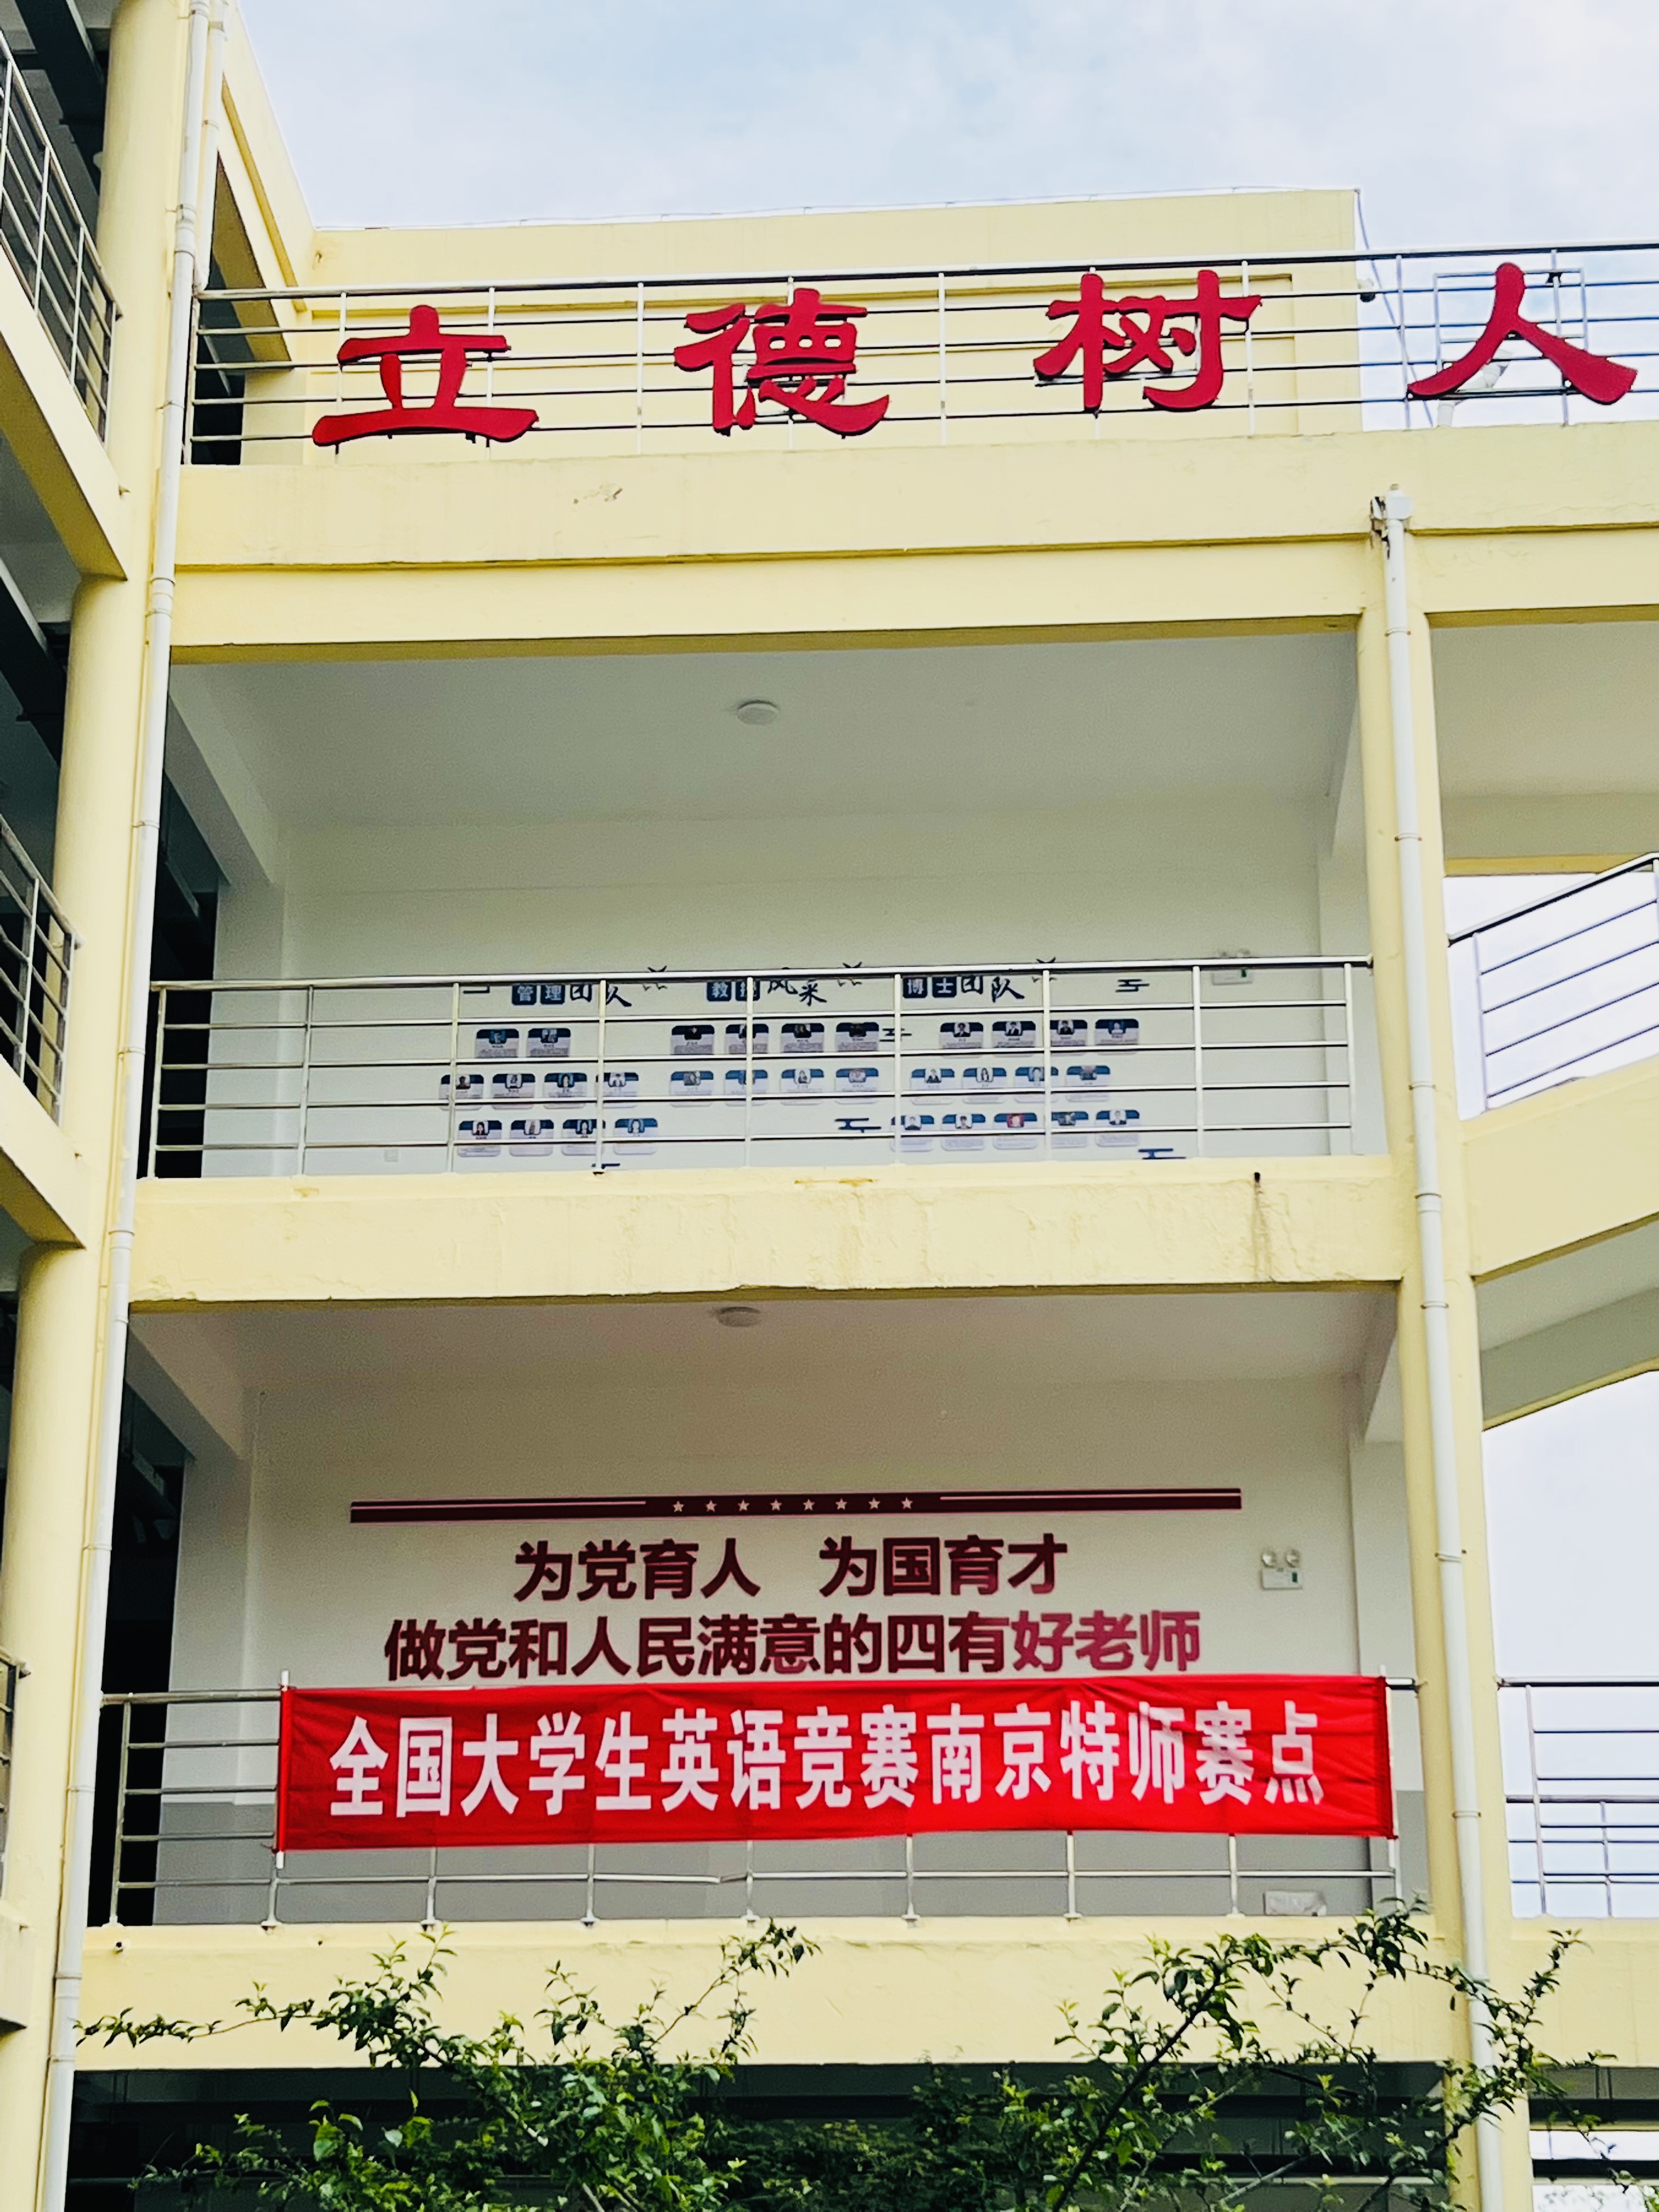 立德树人
管理团队 教师风采 博士团队
为党育人 为国育才
做党和人民满意的四有好老师
全国大学生英语竞赛南京特师赛点